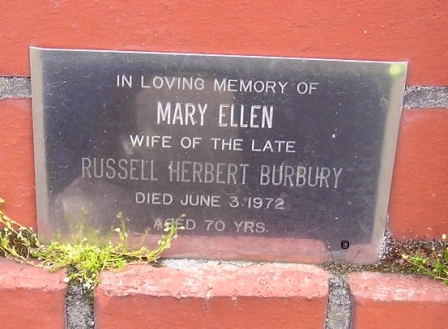 IN LOVING MEMORY OF
MARY ELLEN
WIFE OF THE LATE
RUSSELL HERBERT BURBURY
DIED JUNE 3.1972
AGED 70 YRS.